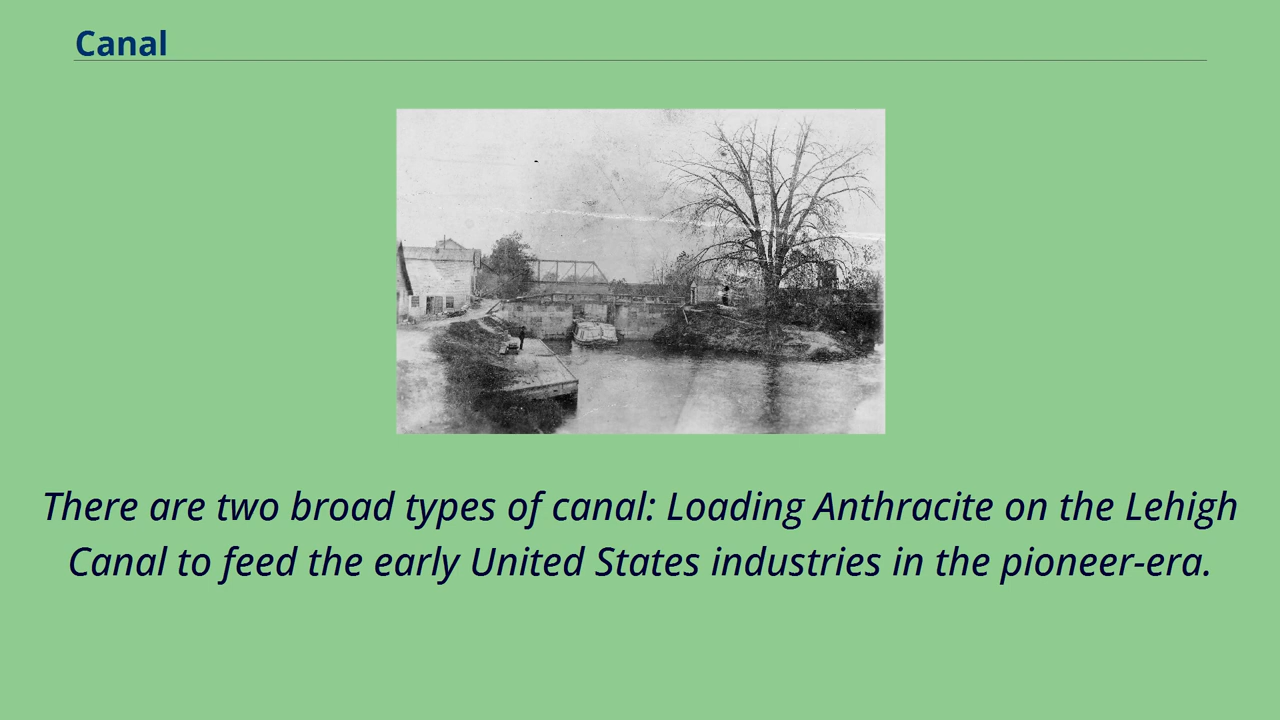 Canal
There are two broad types of canal: Loading Anthracite on the Lehigh
Canal to feed the early United States industries in the pioneer-era.